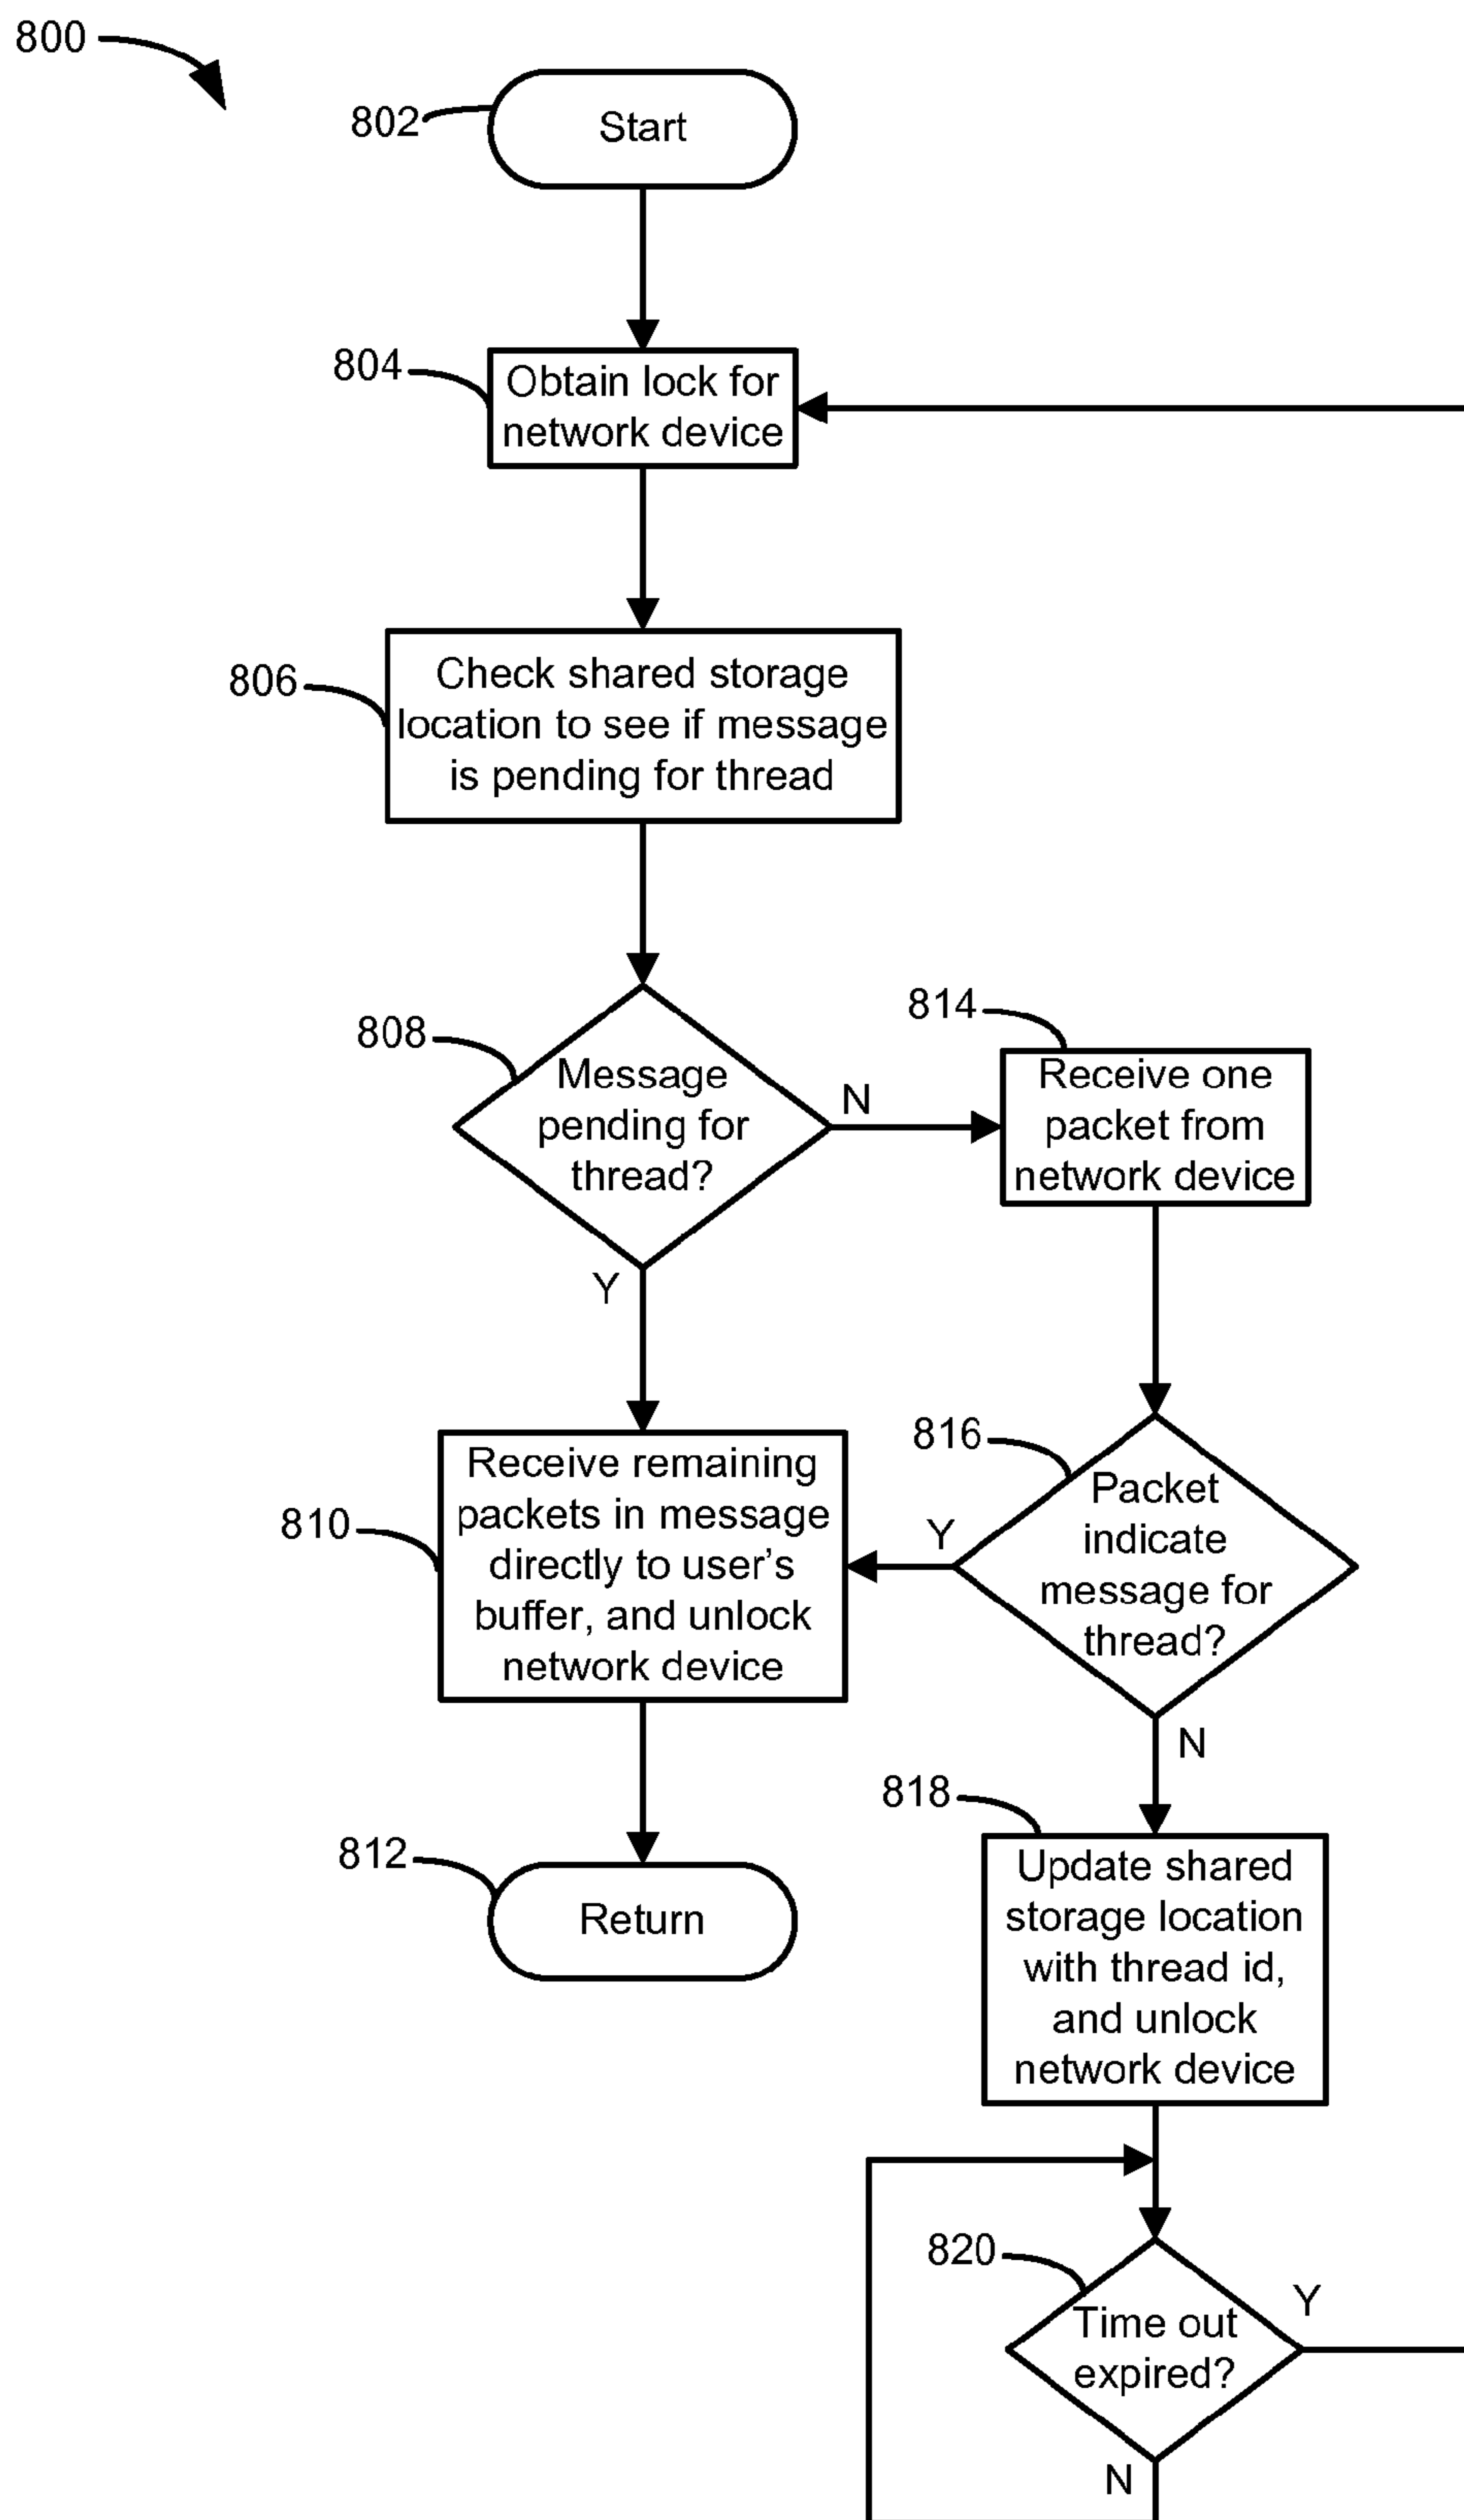 800
802
Start
804
Obtain lock for
network device
806
Check shared storage
location to see if message
is pending for thread
808
Message
pending for
thread?
N
Y
814
Receive one
packet from
network device
810
Receive remaining
packets in message
directly to user's
buffer, and unlock
network device
816
Packet
indicate
message for
thread?
Y
N
812
Return
818
Update shared
storage location
with thread id,
and unlock
network device
820
Time out
expired?
Y
N